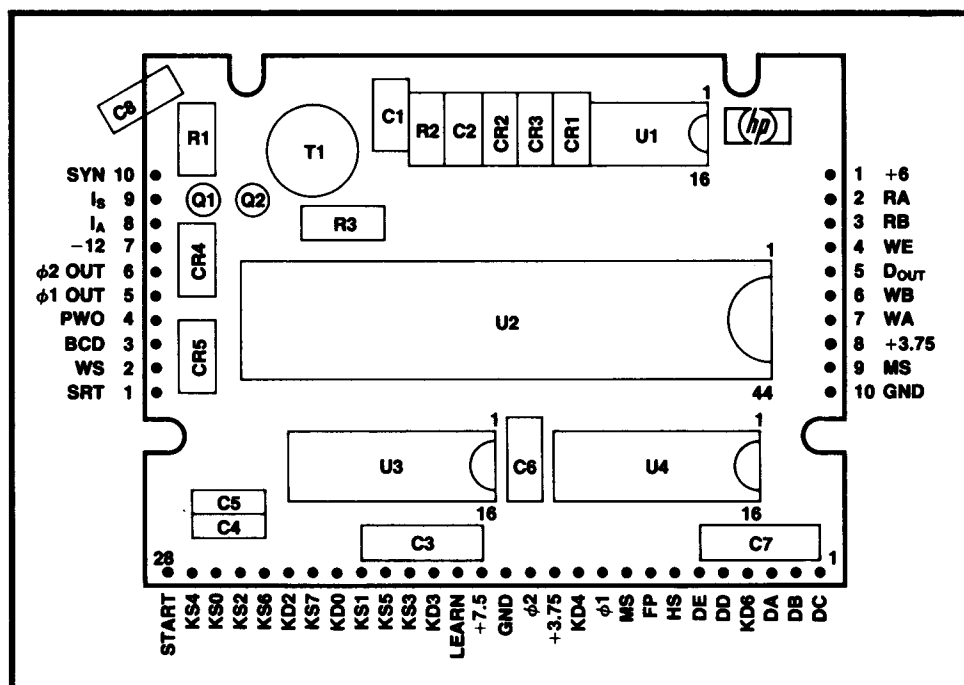 C8
R1
T1
C1
R2
C2
CR2
CR3
CR1
U1
1
16
hp
SYN 10
I_S 9
I_A 8
−12 7
ϕ2 OUT 6
ϕ1 OUT 5
PWO 4
BCD 3
WS 2
SRT 1
Q1
Q2
R3
CR4
CR5
U2
1
44
1 +6
2 RA
3 RB
4 WE
5 D_OUT
6 WB
7 WA
8 +3.75
9 MS
10 GND
U3
1
16
C6
U4
1
16
C5
C4
C3
C7
28
1
START
KS4
KS0
KS2
KS6
KD2
KS7
KD0
KS1
KS5
KS3
KD3
LEARN
+7.5
GND
ϕ2
+3.75
KD4
ϕ1
MS
FP
HS
DE
DD
KD6
DA
DB
DC